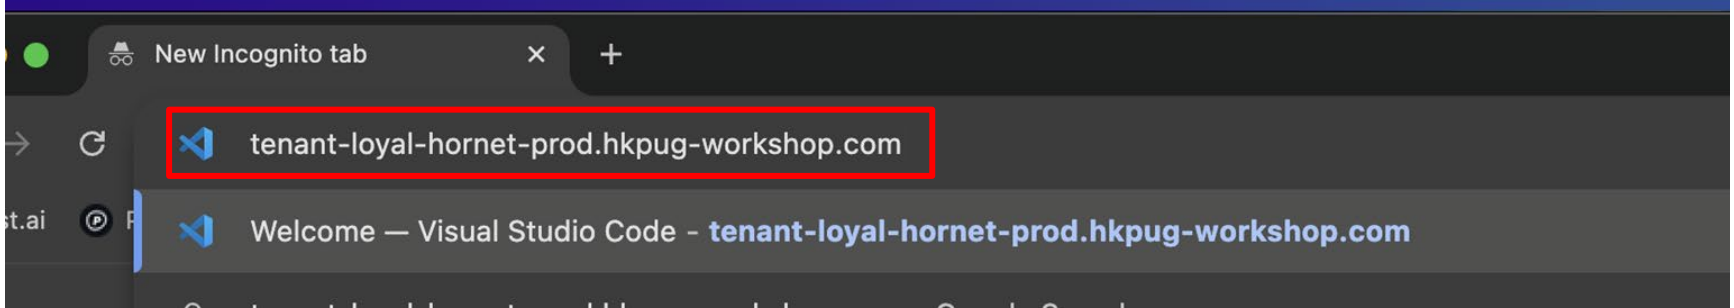 New Incognito tab
tenant-loyal-hornet-prod.hkpug-workshop.com
st.ai
Welcome — Visual Studio Code - tenant-loyal-hornet-prod.hkpug-workshop.com